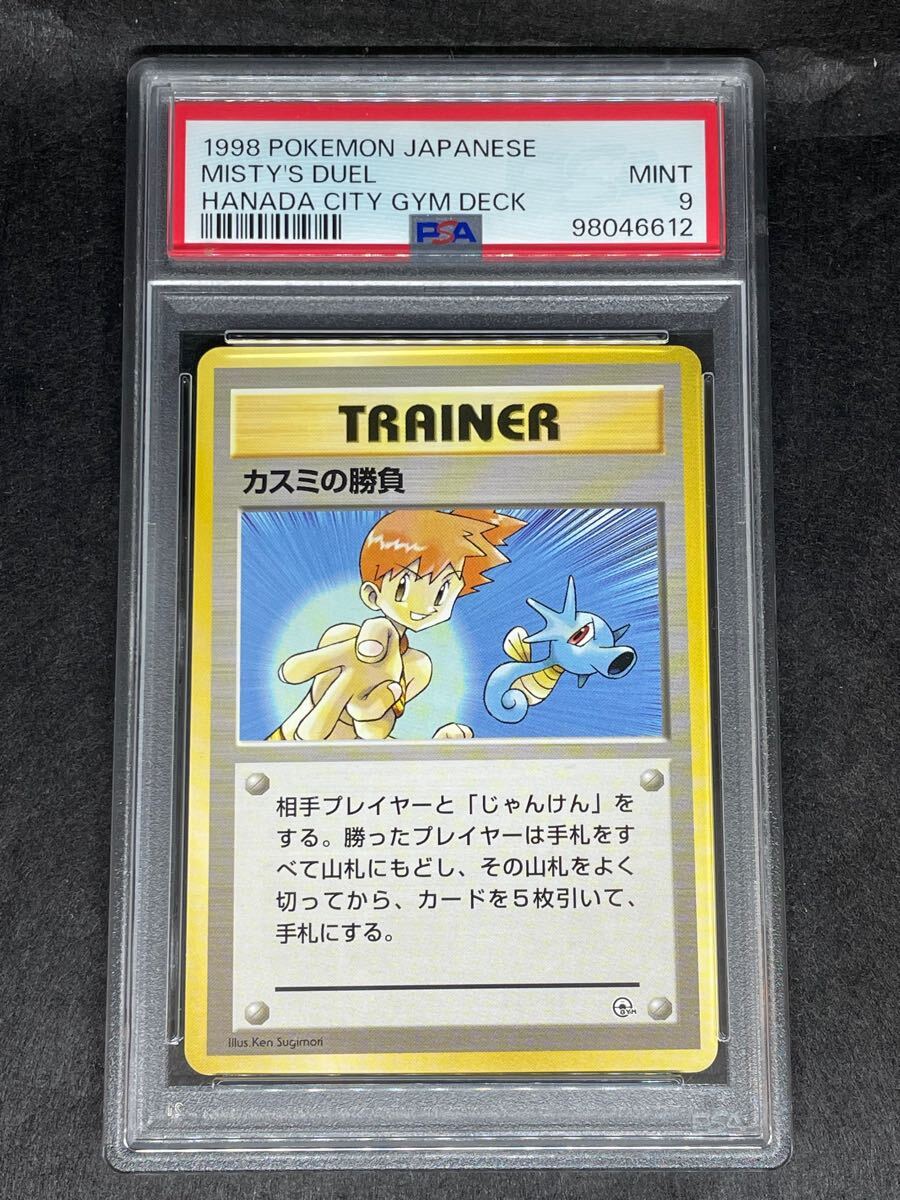 1998 POKEMON JAPANESE
MISTY'S DUEL MINT
HANADA CITY GYM DECK 9
PSA 98046612
TRAINER
カスミの勝負
相手プレイヤーと「じゃんけん」を
する。勝ったプレイヤーは手札をす
べて山札にもどし、その山札をよく
切ってから、カードを5枚引いて、
手札にする。
GYM
Illus.Ken Sugimori